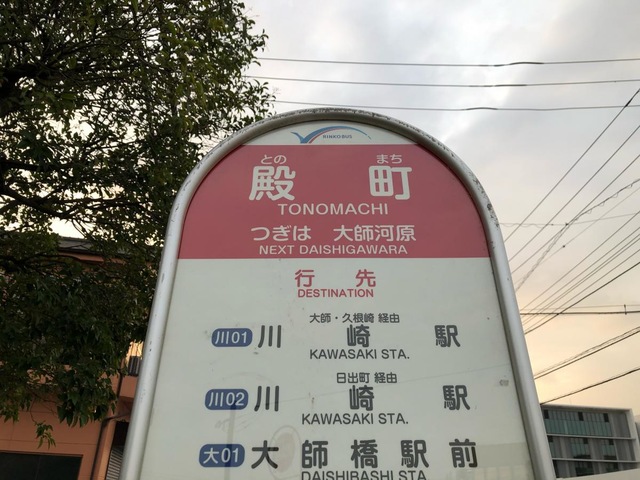 RINKO BUS
との まち
殿 町
TONOMACHI
つぎは 大師河原
NEXT DAISHIGAWARA
行先
DESTINATION
大師・久根崎 経由
川01 川崎駅
KAWASAKI STA.
日出町 経由
川02 川崎駅
KAWASAKI STA.
大01 大師橋駅前
DAISHIBASHI STA.